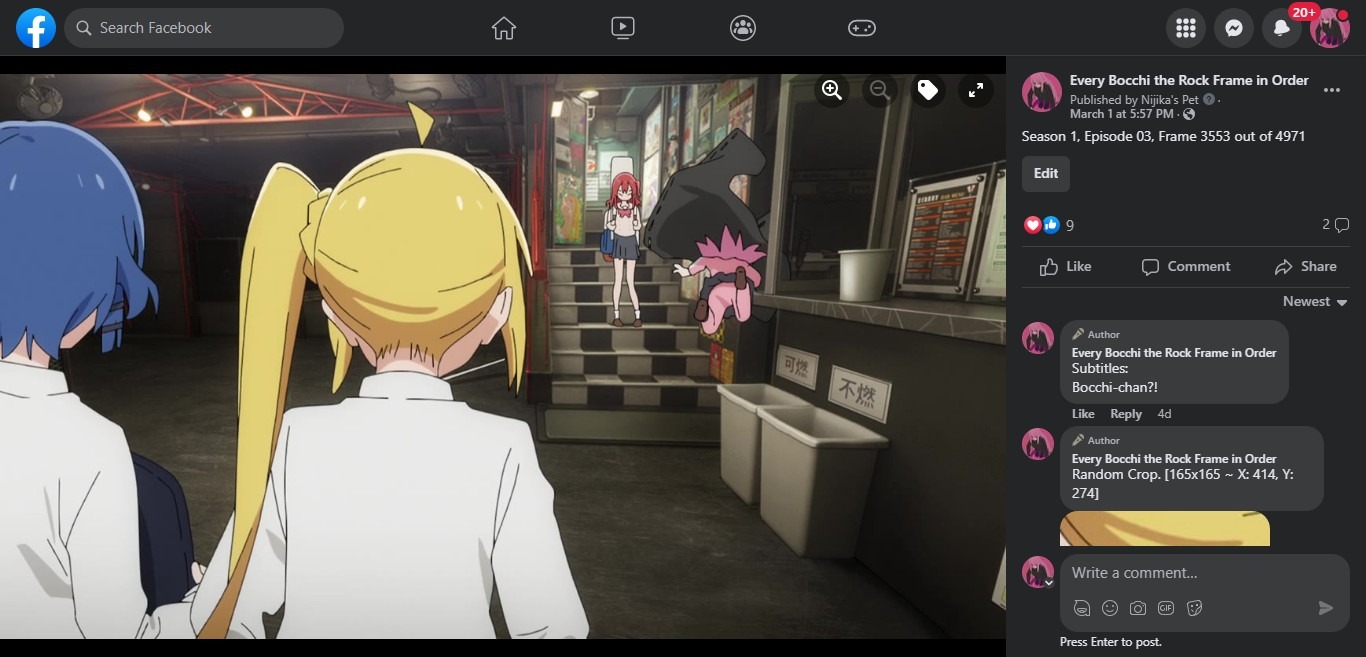 Search Facebook
20+
Every Bocchi the Rock Frame in Order
Published by Nijika's Pet ·
March 1 at 5:57 PM ·
Season 1, Episode 03, Frame 3553 out of 4971
Edit
9
2
Like Comment Share
Newest
Author
Every Bocchi the Rock Frame in Order
Subtitles:
Bocchi-chan?!
Like Reply 4d
Author
Every Bocchi the Rock Frame in Order
Random Crop. [165x165 ~ X: 414, Y:
274]
Write a comment...
GIF
Press Enter to post.
可燃
不燃